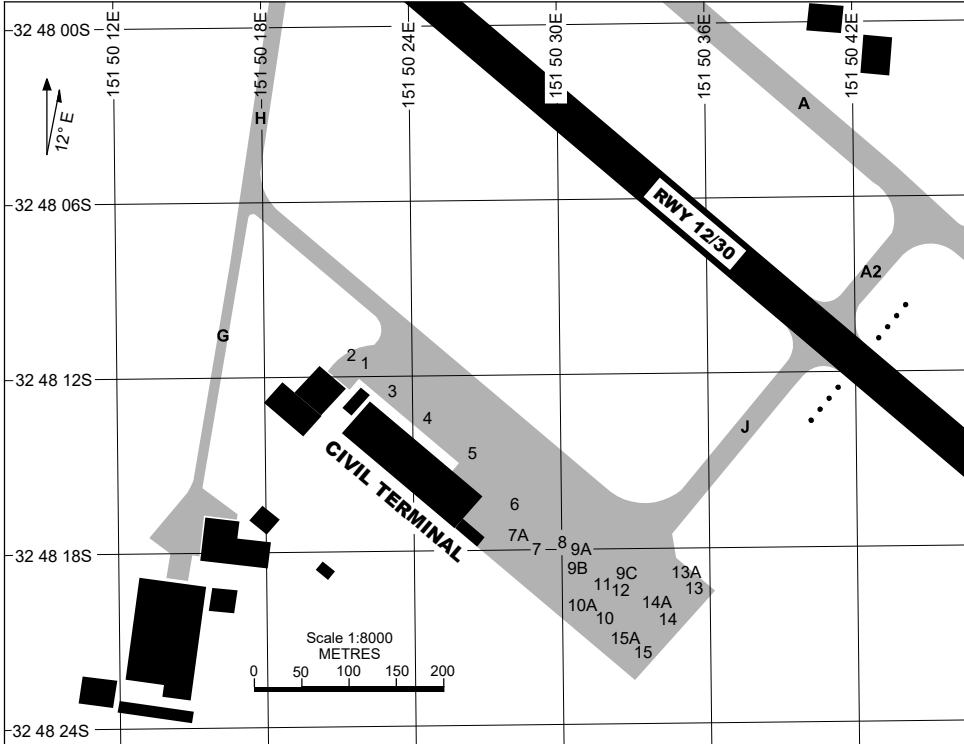 32 48 00S
151 50 12E
151 50 18E
151 50 24E
151 50 30E
151 50 36E
151 50 42E
A
H
12° E
32 48 06S
RWY 12/30
A2
G
2
1
32 48 12S
3
4
J
CIVIL TERMINAL
5
6
7A
7
8
9A
32 48 18S
9B
9C
13A
11
12
13
10A
14A
10
14
15A
15
Scale 1:8000
METRES
0 50 100 150 200
32 48 24S